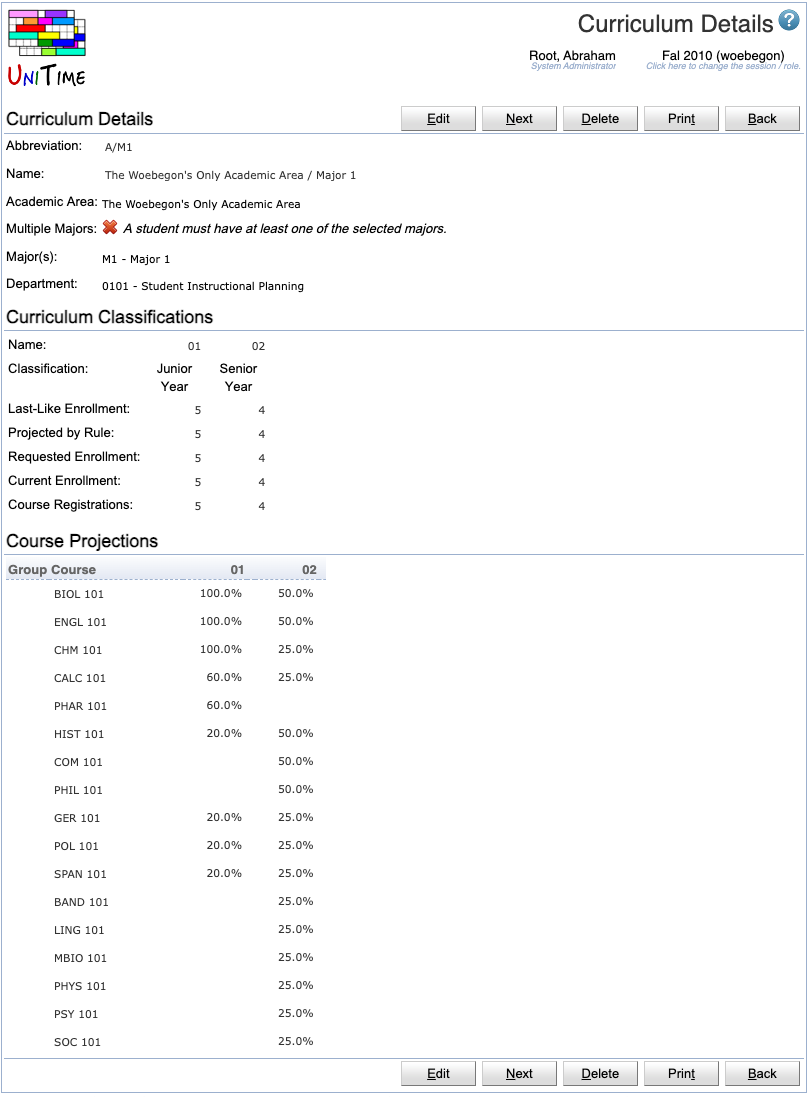 Curriculum Details ?
UniTime
Root, Abraham Fal 2010 (woebegon)
System Administrator Click here to change the session / role.
Curriculum Details Edit Next Delete Print Back
Abbreviation: A/M1
Name: The Woebegon's Only Academic Area / Major 1
Academic Area: The Woebegon's Only Academic Area
Multiple Majors: A student must have at least one of the selected majors.
Major(s): M1 - Major 1
Department: 0101 - Student Instructional Planning
Curriculum Classifications
Name: 01 02
Classification: Junior Senior
Year Year
Last-Like Enrollment: 5 4
Projected by Rule: 5 4
Requested Enrollment: 5 4
Current Enrollment: 5 4
Course Registrations: 5 4
Course Projections
Group Course 01 02
BIOL 101 100.0% 50.0%
ENGL 101 100.0% 50.0%
CHM 101 100.0% 25.0%
CALC 101 60.0% 25.0%
PHAR 101 60.0%
HIST 101 20.0% 50.0%
COM 101 50.0%
PHIL 101 50.0%
GER 101 20.0% 25.0%
POL 101 20.0% 25.0%
SPAN 101 20.0% 25.0%
BAND 101 25.0%
LING 101 25.0%
MBIO 101 25.0%
PHYS 101 25.0%
PSY 101 25.0%
SOC 101 25.0%
Edit Next Delete Print Back